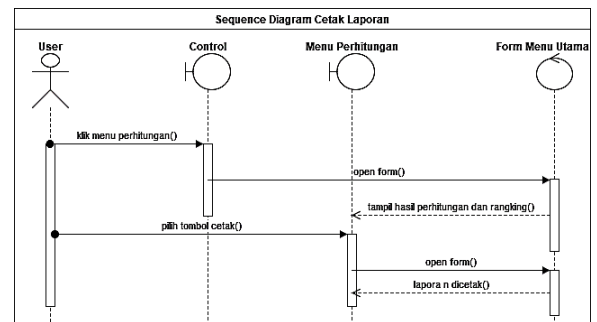 Sequence Diagram Cetak Laporan
User
Control
Menu Perhitungan
Form Menu Utama
klik menu perhitungan()
open form()
tampil hasil perhitungan dan rangking()
pilih tombol cetak()
open form()
lapora n dicetak()